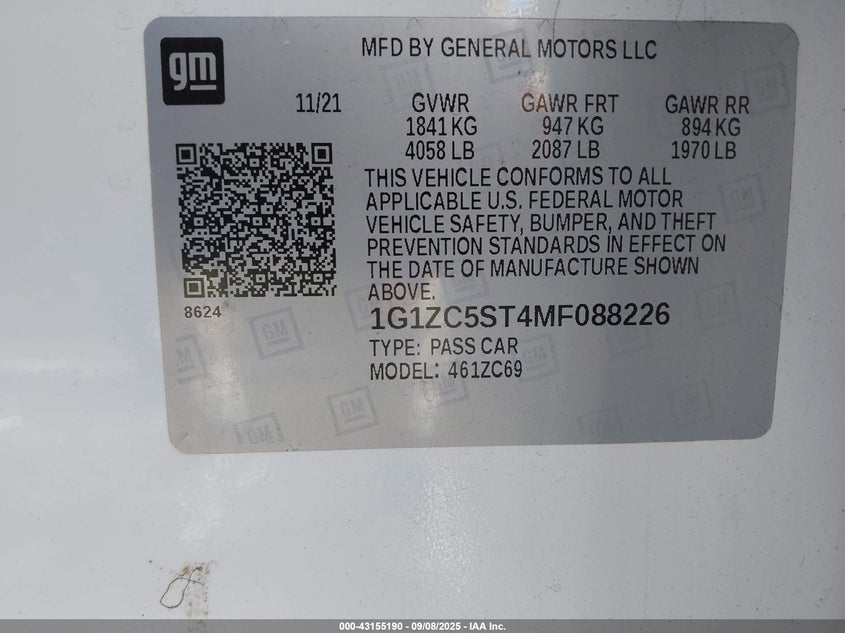 gm
MFD BY GENERAL MOTORS LLC
11/21 GVWR GAWR FRT GAWR RR
1841 KG 947 KG 894 KG
4058 LB 2087 LB 1970 LB
THIS VEHICLE CONFORMS TO ALL
APPLICABLE U.S. FEDERAL MOTOR
VEHICLE SAFETY, BUMPER, AND THEFT
PREVENTION STANDARDS IN EFFECT ON
THE DATE OF MANUFACTURE SHOWN
ABOVE.
8624
1G1ZC5ST4MF088226
TYPE: PASS CAR
MODEL: 461ZC69
GM GM GM
000-43155190 - 09/08/2025 - IAA Inc.